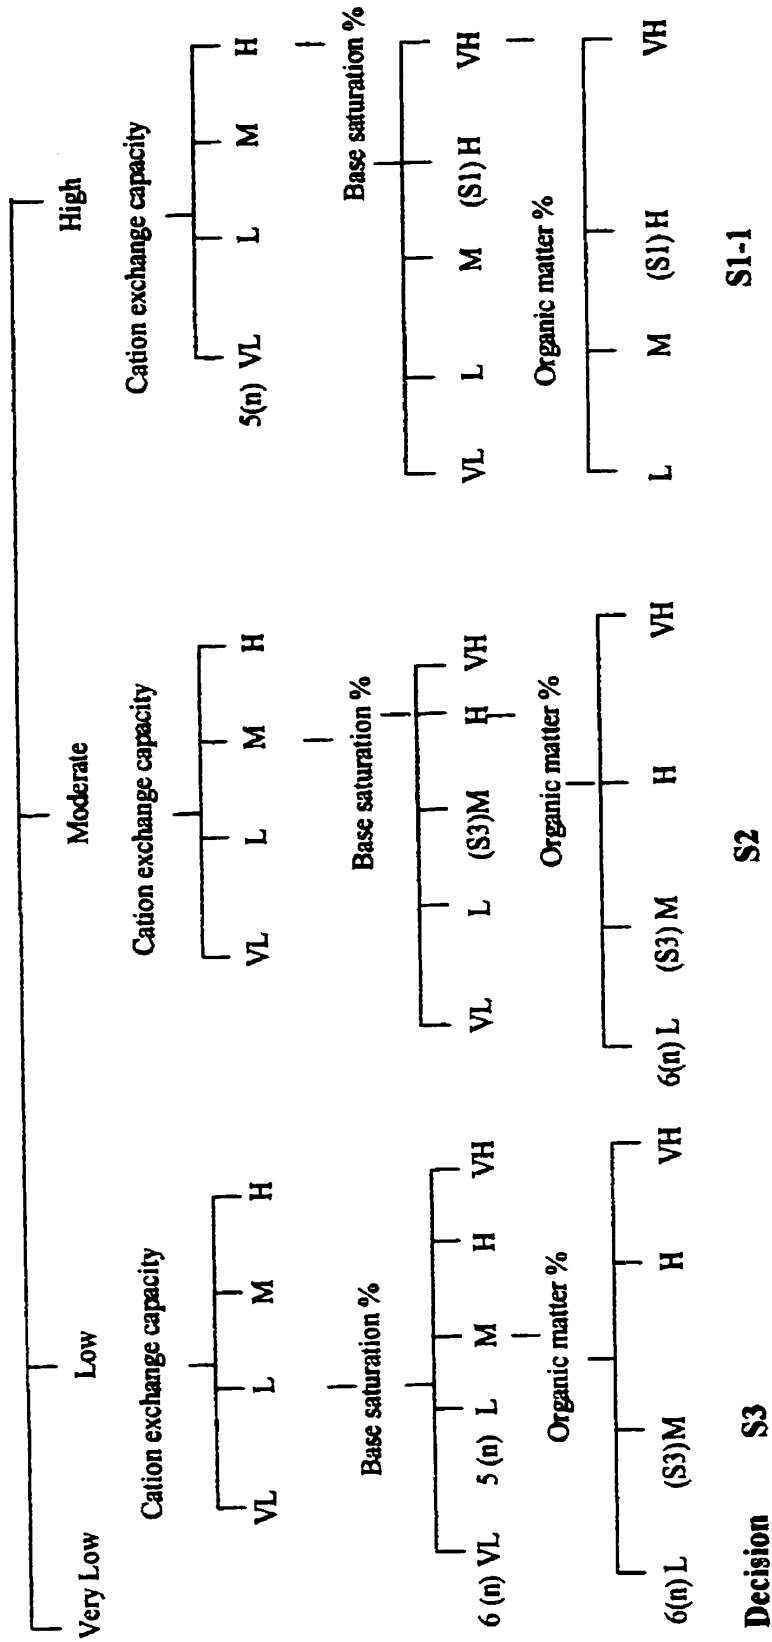 Very Low Low Moderate High
Cation exchange capacity Cation exchange capacity Cation exchange capacity
VL L M H VL L M H 5(n) VL L M H
Base saturation % Base saturation % Base saturation %
6 (n) VL 5 (n) L M H VH VL L (S3)M H VH VL L M (S1) H VH
Organic matter % Organic matter % Organic matter %
6(n) L (S3)M H VH 6(n) L (S3) M H VH L M (S1) H VH
Decision S3 S2 S1-1